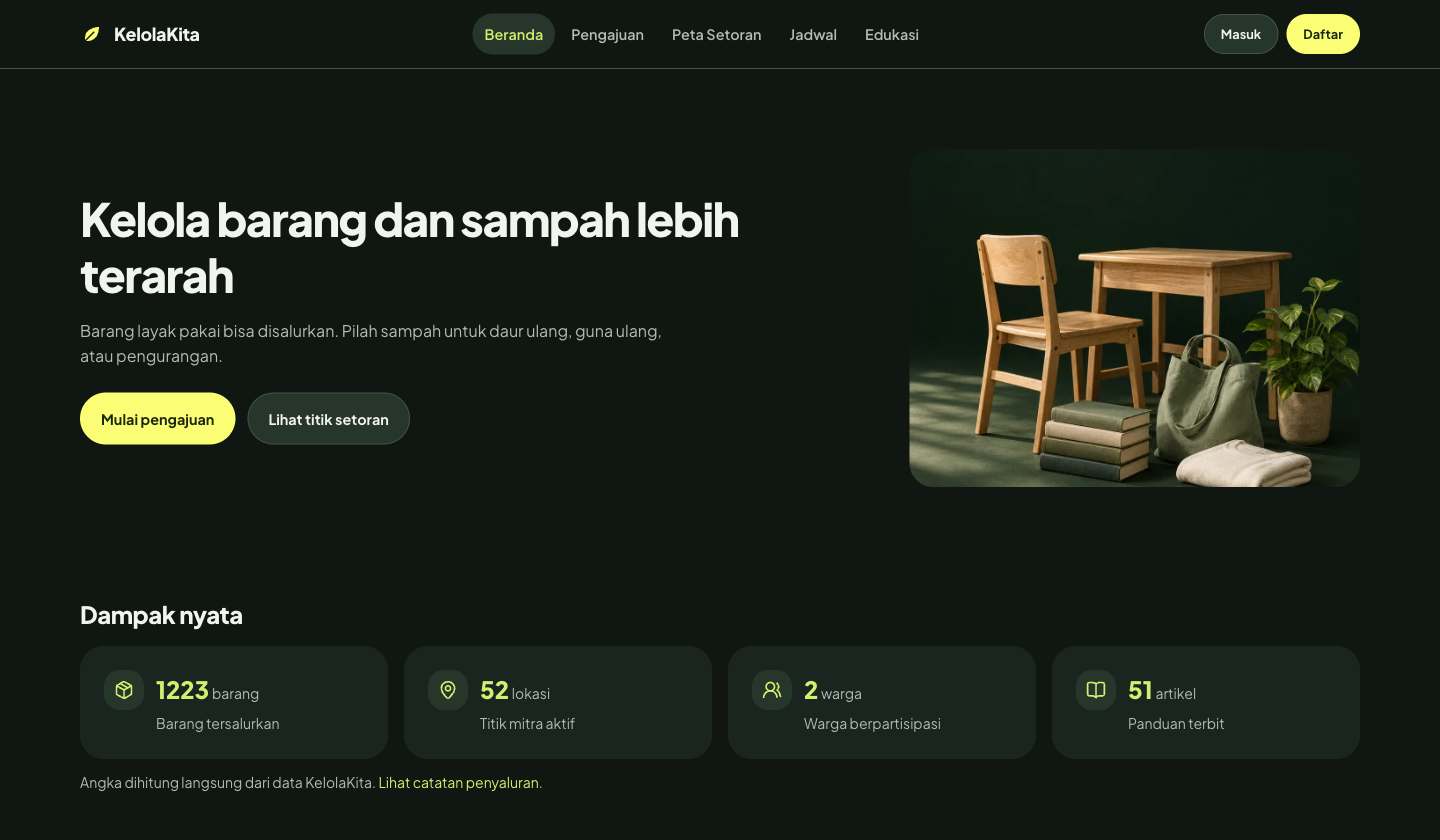 KelolaKita
Beranda
Pengajuan
Peta Setoran
Jadwal
Edukasi
Masuk
Daftar
Kelola barang dan sampah lebih
terarah
Barang layak pakai bisa disalurkan. Pilah sampah untuk daur ulang, guna ulang,
atau pengurangan.
Mulai pengajuan
Lihat titik setoran
Dampak nyata
1223 barang
Barang tersalurkan
52 lokasi
Titik mitra aktif
2 warga
Warga berpartisipasi
51 artikel
Panduan terbit
Angka dihitung langsung dari data KelolaKita. Lihat catatan penyaluran.